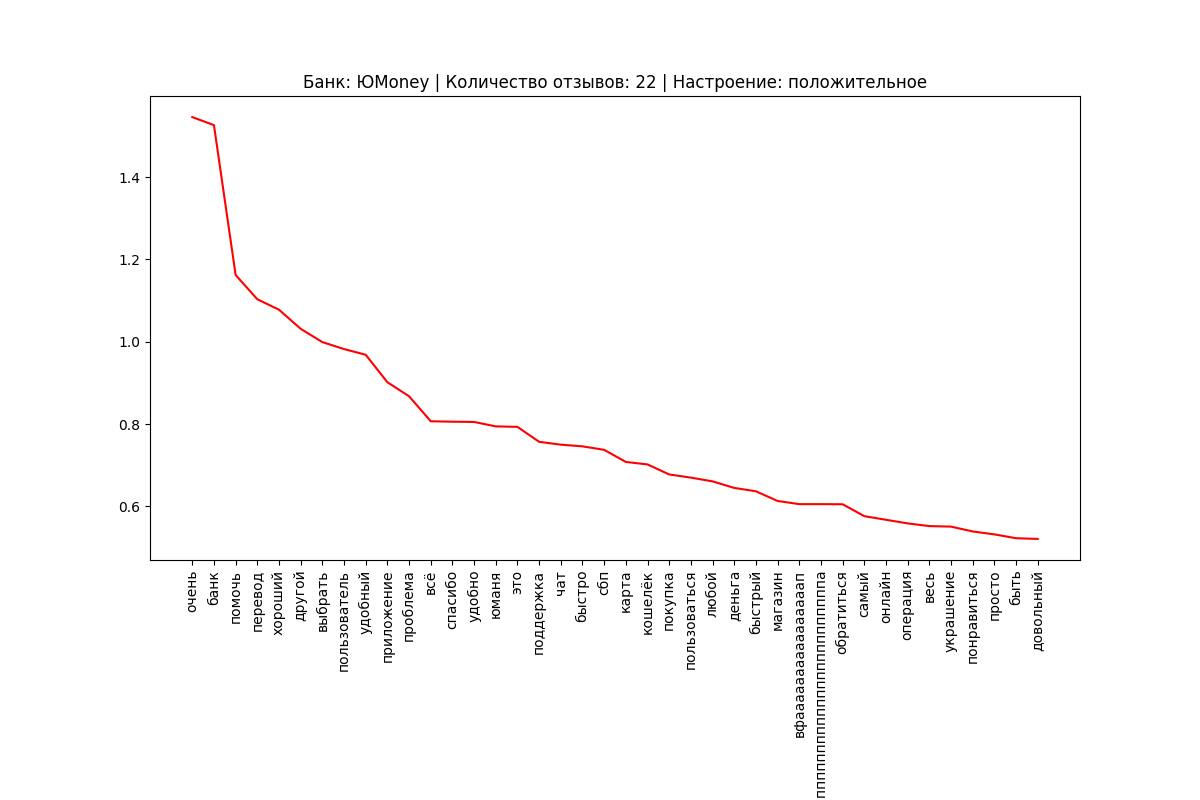 Банк: ЮMoney | Количество отзывов: 22 | Настроение: положительное
1.4
1.2
1.0
0.8
0.6
очень
банк
помочь
перевод
хороший
другой
выбрать
пользователь
удобный
приложение
проблема
всё
спасибо
удобно
юманя
это
поддержка
чат
быстро
сбп
карта
кошелёк
покупка
пользоваться
любой
деньга
быстрый
магазин
обратиться
самый
онлайн
операция
весь
украшение
понравиться
просто
быть
довольный